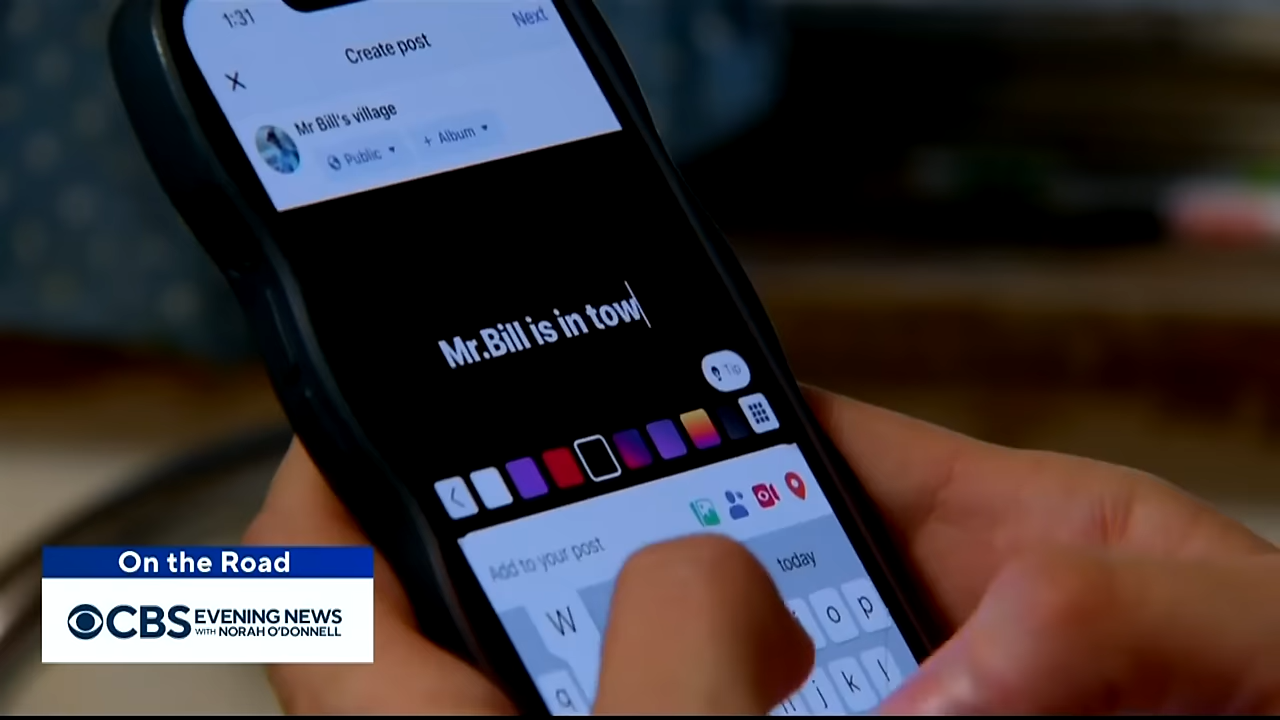 1:31
Create post
Next
Mr Bill's village
Public
+ Album
Mr.Bill is in tow
Tip
Add to your post
today
W
o p
j k l
On the Road
CBS EVENING NEWS
WITH NORAH O'DONNELL